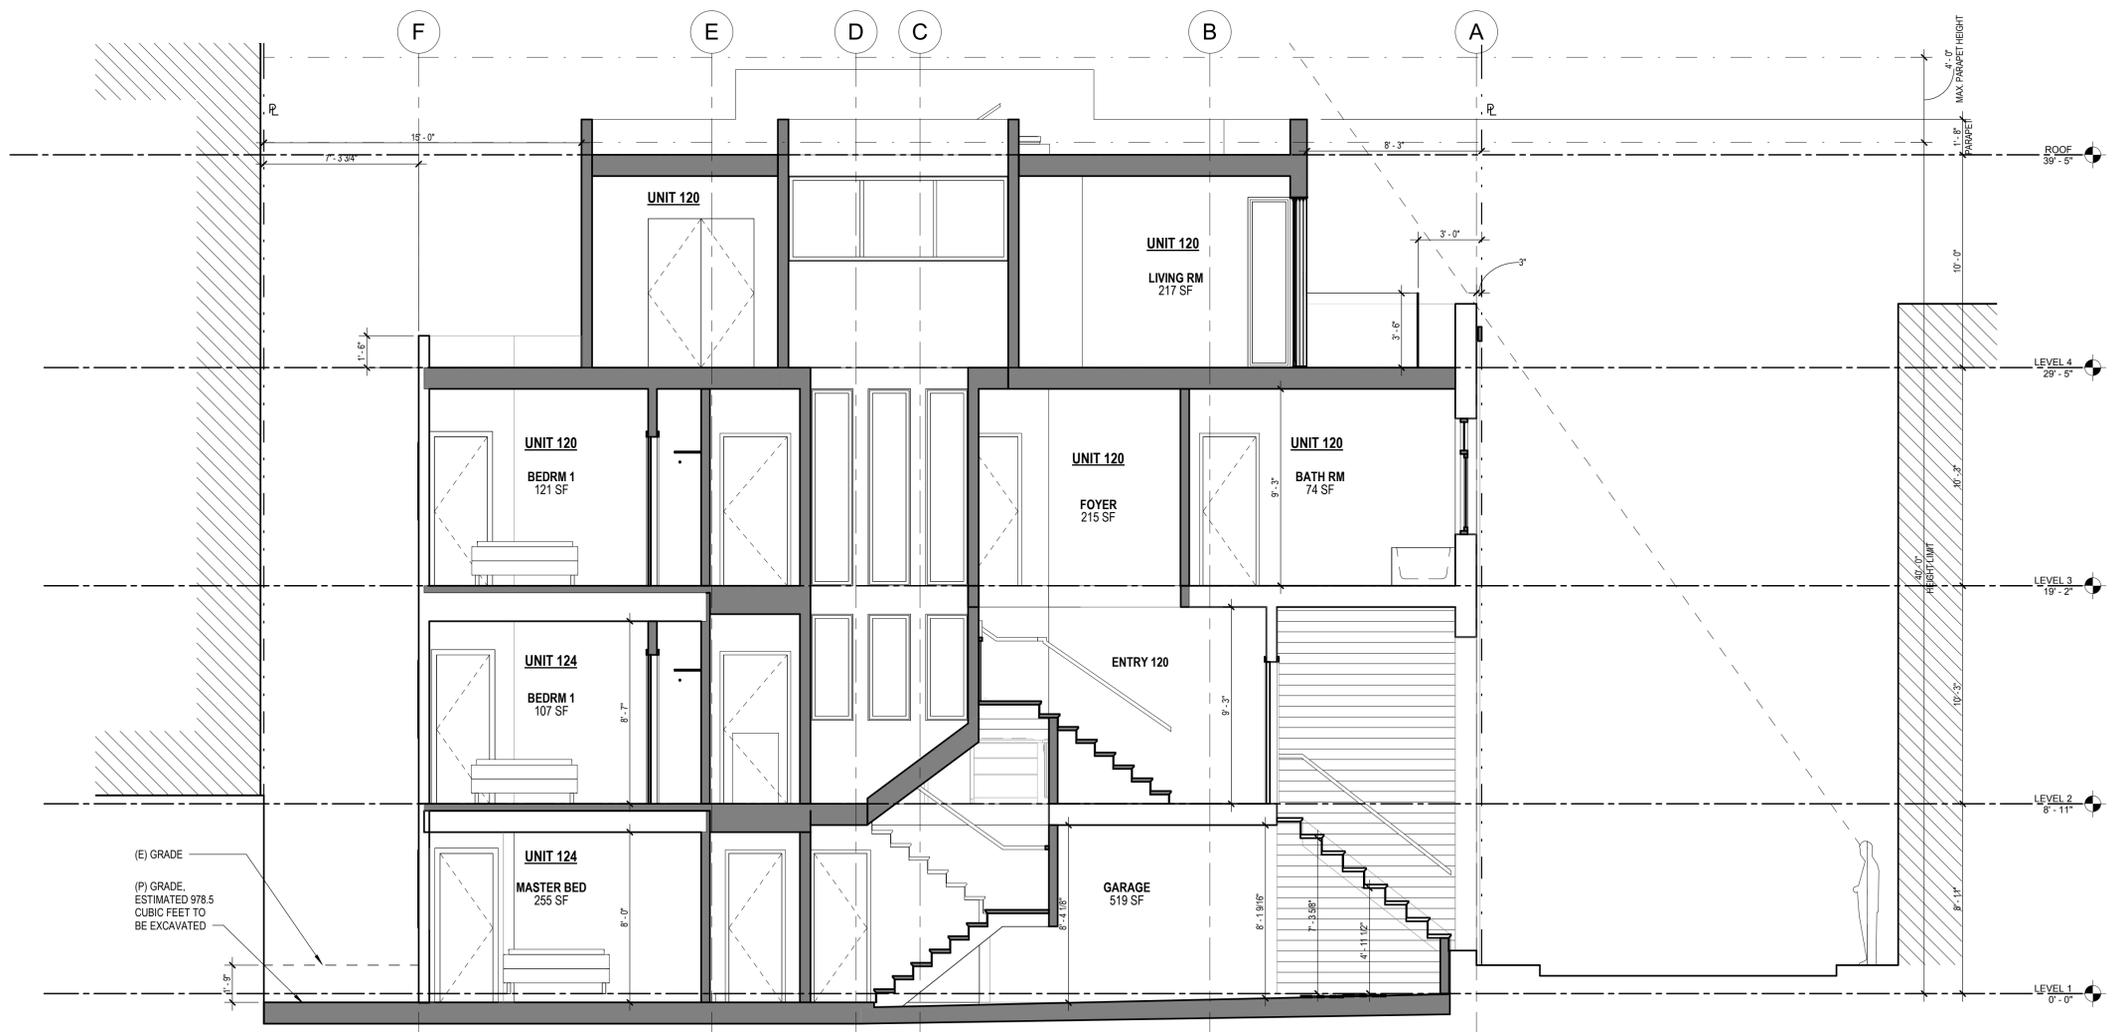 F
E
D
C
B
A
4' - 0"
MAX. PARAPET HEIGHT
1' - 8"
PARAPET
PL
PL
15' - 0"
7' - 3 3/4"
8' - 3"
ROOF
39' - 5"
UNIT 120
UNIT 120
LIVING RM
217 SF
3' - 0"
3"
10' - 0"
3' - 6"
1' - 6"
LEVEL 4
29' - 5"
UNIT 120
BEDRM 1
121 SF
UNIT 120
FOYER
215 SF
9' - 3"
UNIT 120
BATH RM
74 SF
10' - 3"
40'- 0"
HEIGHT LIMIT
LEVEL 3
19' - 2"
UNIT 124
BEDRM 1
107 SF
8' - 7"
ENTRY 120
9' - 3"
10' - 3"
LEVEL 2
8' - 11"
(E) GRADE
(P) GRADE,
ESTIMATED 978.5
CUBIC FEET TO
BE EXCAVATED
1' - 9"
UNIT 124
MASTER BED
255 SF
8' - 0"
8' - 4 1/8"
GARAGE
519 SF
8' - 1 9/16"
7' - 3 5/8"
4' - 11 1/2"
8' - 11"
LEVEL 1
0' - 0"